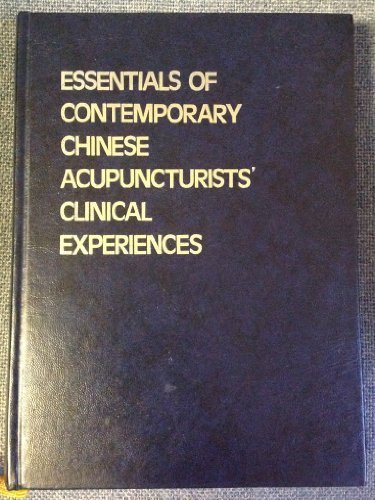 ESSENTIALS OF
CONTEMPORARY
CHINESE
ACUPUNCTURISTS'
CLINICAL
EXPERIENCES